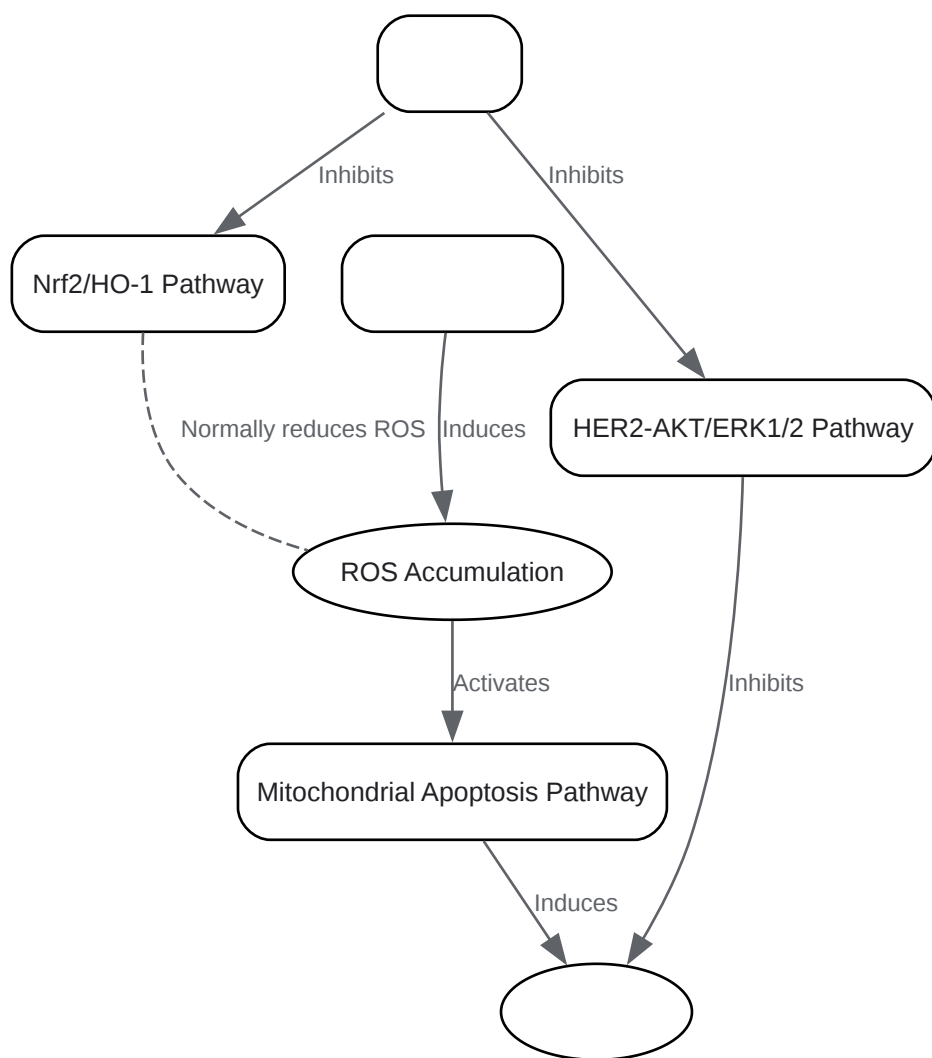 Inhibits
Inhibits
Nrf2/HO-1 Pathway
Normally reduces ROS
Induces
HER2-AKT/ERK1/2 Pathway
ROS Accumulation
Activates
Inhibits
Mitochondrial Apoptosis Pathway
Induces